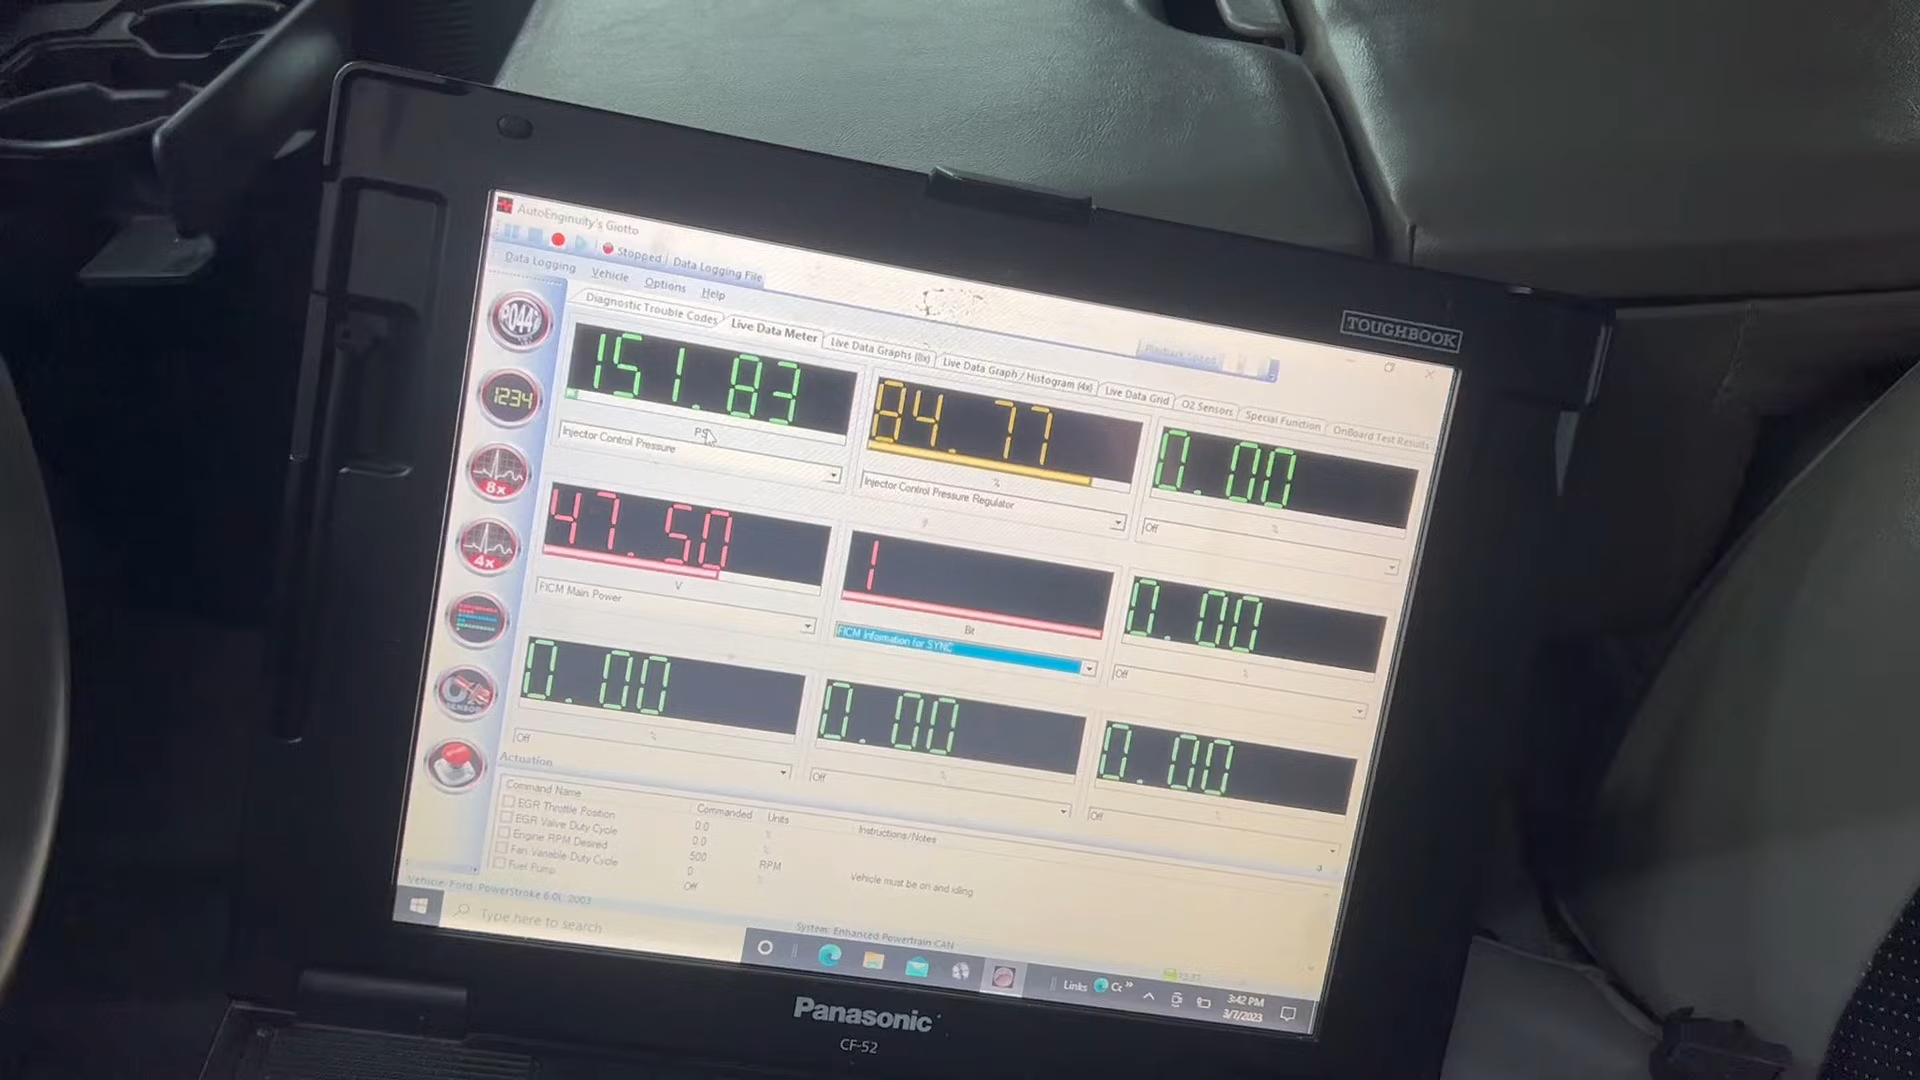 AutoEnginuity's Giotto
Stopped Data Logging File
Data Logging Vehicle Options Help
TOUGHBOOK
Playback Speed
Diagnostic Trouble Codes Live Data Meter Live Data Graphs (8x) Live Data Graph / Histogram (4x) Live Data Grid O2 Sensors Special Function OnBoard Test Results
P0447
1234
8x
4x
O2
SENSOR
151.83
Injector Control Pressure
84.77
%
Injector Control Pressure Regulator
0.00
%
Off
47.50
V
FICM Main Power
1
Bit
FICM Information for SYNC
0.00
%
Off
0.00
%
Off
0.00
%
Off
0.00
%
Off
Actuation
Command Name Commanded Units Instructions/Notes
EGR Throttle Position 0.0 %
EGR Valve Duty Cycle 0.0 %
Engine RPM Desired 500 RPM Vehicle must be on and idling
Fan Variable Duty Cycle 0 %
Fuel Pump Off
Vehicle: Ford, PowerStroke 6.0L, 2003
System: Enhanced Powertrain CAN
Type here to search
Links
3:42 PM
3/7/2023
Panasonic
CF-52